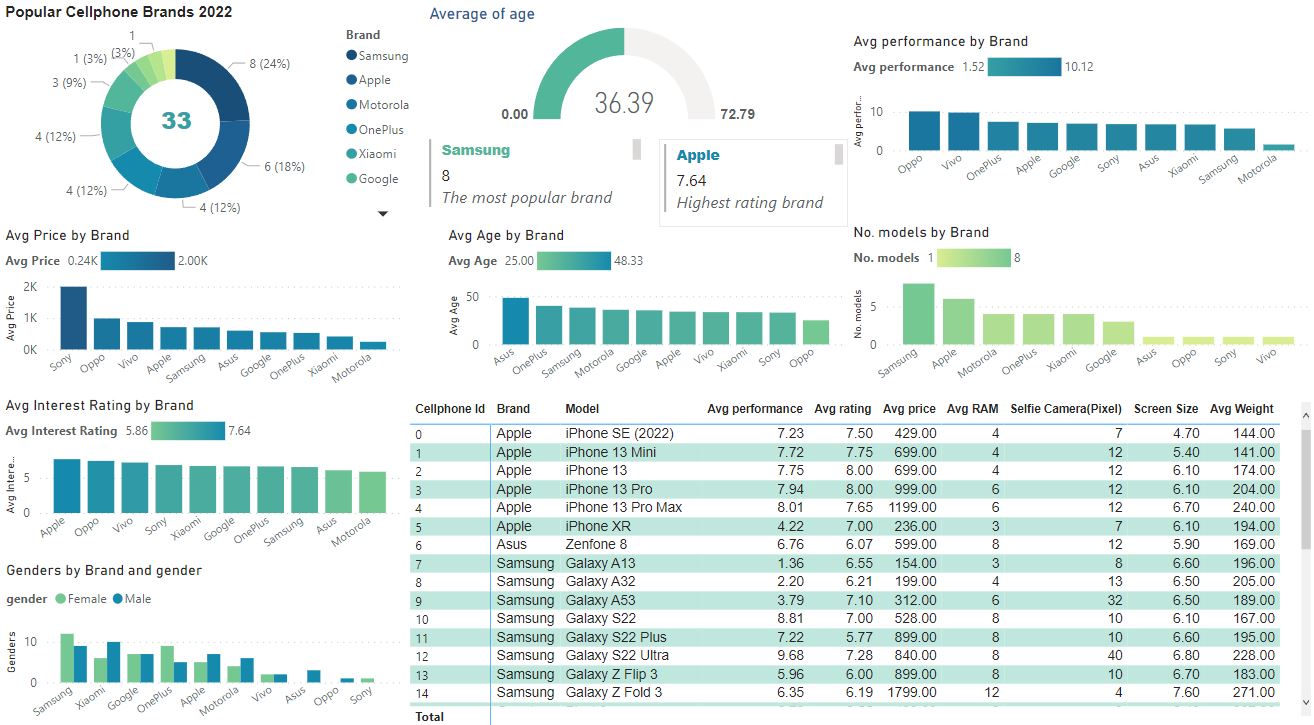 Popular Cellphone Brands 2022
1
1 (3%)
(3%)
3 (9%)
4 (12%)
4 (12%)
4 (12%)
6 (18%)
8 (24%)
33
Brand
Samsung
Apple
Motorola
OnePlus
Xiaomi
Google
Average of age
0.00
36.39
72.79
Samsung
8
The most popular brand
Apple
7.64
Highest rating brand
Avg performance by Brand
Avg performance 1.52 10.12
Avg perfor...
10
0
Oppo Vivo OnePlus Apple Google Sony Asus Xiaomi Samsung Motorola
Avg Price by Brand
Avg Price 0.24K 2.00K
Avg Price
2K
1K
0K
Sony Oppo Vivo Apple Samsung Asus Google OnePlus Xiaomi Motorola
Avg Age by Brand
Avg Age 25.00 48.33
Avg Age
50
0
Asus OnePlus Samsung Motorola Google Apple Vivo Xiaomi Sony Oppo
No. models by Brand
No. models 1 8
No. models
5
0
Samsung Apple Motorola OnePlus Xiaomi Google Asus Oppo Sony Vivo
Avg Interest Rating by Brand
Avg Interest Rating 5.86 7.64
Avg Intere...
5
0
Apple Oppo Vivo Sony Xiaomi Google OnePlus Samsung Asus Motorola
Genders by Brand and gender
gender Female Male
Genders
10
0
Samsung Xiaomi Google OnePlus Apple Motorola Vivo Asus Oppo Sony
Cellphone Id Brand Model Avg performance Avg rating Avg price Avg RAM Selfie Camera(Pixel) Screen Size Avg Weight
0 Apple iPhone SE (2022) 7.23 7.50 429.00 4 7 4.70 144.00
1 Apple iPhone 13 Mini 7.72 7.75 699.00 4 12 5.40 141.00
2 Apple iPhone 13 7.75 8.00 699.00 4 12 6.10 174.00
3 Apple iPhone 13 Pro 7.94 8.00 999.00 6 12 6.10 204.00
4 Apple iPhone 13 Pro Max 8.01 7.65 1199.00 6 12 6.70 240.00
5 Apple iPhone XR 4.22 7.00 236.00 3 7 6.10 194.00
6 Asus Zenfone 8 6.76 6.07 599.00 8 12 5.90 169.00
7 Samsung Galaxy A13 1.36 6.55 154.00 3 8 6.60 196.00
8 Samsung Galaxy A32 2.20 6.21 199.00 4 13 6.50 205.00
9 Samsung Galaxy A53 3.79 7.10 312.00 6 32 6.50 189.00
10 Samsung Galaxy S22 8.81 7.00 528.00 8 10 6.10 167.00
11 Samsung Galaxy S22 Plus 7.22 5.77 899.00 8 10 6.60 195.00
12 Samsung Galaxy S22 Ultra 9.68 7.28 840.00 8 40 6.80 228.00
13 Samsung Galaxy Z Flip 3 5.96 6.00 899.00 8 10 6.70 183.00
14 Samsung Galaxy Z Fold 3 6.35 6.19 1799.00 12 4 7.60 271.00
Total